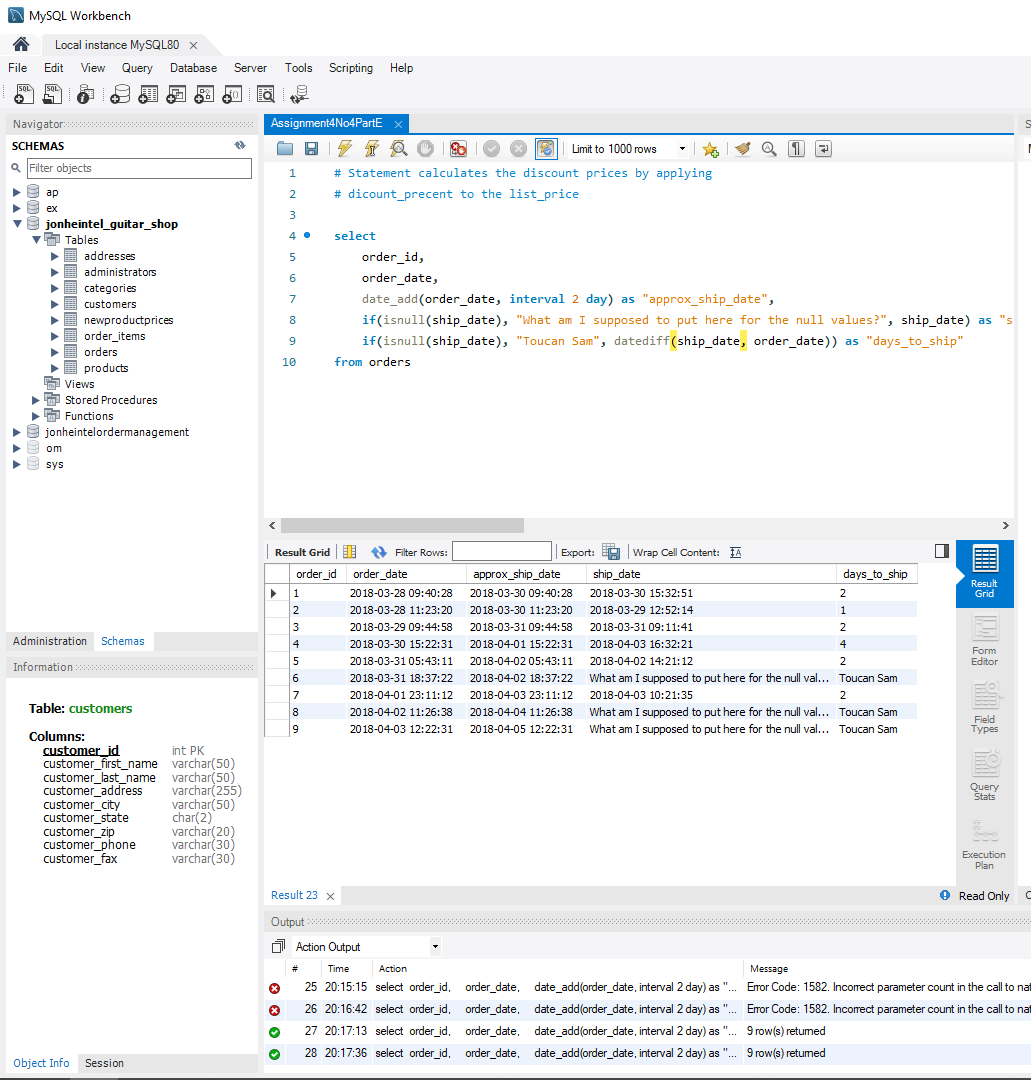 MySQL Workbench
Local instance MySQL80
File Edit View Query Database Server Tools Scripting Help
Navigator
SCHEMAS
Filter objects
ap
ex
jonheintel_guitar_shop
Tables
addresses
administrators
categories
customers
newproductprices
order_items
orders
products
Views
Stored Procedures
Functions
jonheintelordermanagement
om
sys
Administration Schemas
Information
Table: customers
Columns:
customer_id int PK
customer_first_name varchar(50)
customer_last_name varchar(50)
customer_address varchar(255)
customer_city varchar(50)
customer_state char(2)
customer_zip varchar(20)
customer_phone varchar(30)
customer_fax varchar(30)
Object Info Session
Assignment4No4PartE
Limit to 1000 rows
1 # Statement calculates the discount prices by applying
2 # dicount_precent to the list_price
3
4 select
5 order_id,
6 order_date,
7 date_add(order_date, interval 2 day) as "approx_ship_date",
8 if(isnull(ship_date), "What am I supposed to put here for the null values?", ship_date) as "s
9 if(isnull(ship_date), "Toucan Sam", datediff(ship_date, order_date)) as "days_to_ship"
10 from orders
Result Grid Filter Rows: Export: Wrap Cell Content:
order_id order_date approx_ship_date ship_date days_to_ship
1 2018-03-28 09:40:28 2018-03-30 09:40:28 2018-03-30 15:32:51 2
2 2018-03-28 11:23:20 2018-03-30 11:23:20 2018-03-29 12:52:14 1
3 2018-03-29 09:44:58 2018-03-31 09:44:58 2018-03-31 09:11:41 2
4 2018-03-30 15:22:31 2018-04-01 15:22:31 2018-04-03 16:32:21 4
5 2018-03-31 05:43:11 2018-04-02 05:43:11 2018-04-02 14:21:12 2
6 2018-03-31 18:37:22 2018-04-02 18:37:22 What am I supposed to put here for the null val... Toucan Sam
7 2018-04-01 23:11:12 2018-04-03 23:11:12 2018-04-03 10:21:35 2
8 2018-04-02 11:26:38 2018-04-04 11:26:38 What am I supposed to put here for the null val... Toucan Sam
9 2018-04-03 12:22:31 2018-04-05 12:22:31 What am I supposed to put here for the null val... Toucan Sam
Result
Grid
Form
Editor
Field
Types
Query
Stats
Execution
Plan
Result 23
Read Only
Output
Action Output
# Time Action Message
25 20:15:15 select order_id, order_date, date_add(order_date, interval 2 day) as "... Error Code: 1582. Incorrect parameter count in the call to nat
26 20:16:42 select order_id, order_date, date_add(order_date, interval 2 day) as "... Error Code: 1582. Incorrect parameter count in the call to nat
27 20:17:13 select order_id, order_date, date_add(order_date, interval 2 day) as "... 9 row(s) returned
28 20:17:36 select order_id, order_date, date_add(order_date, interval 2 day) as "... 9 row(s) returned